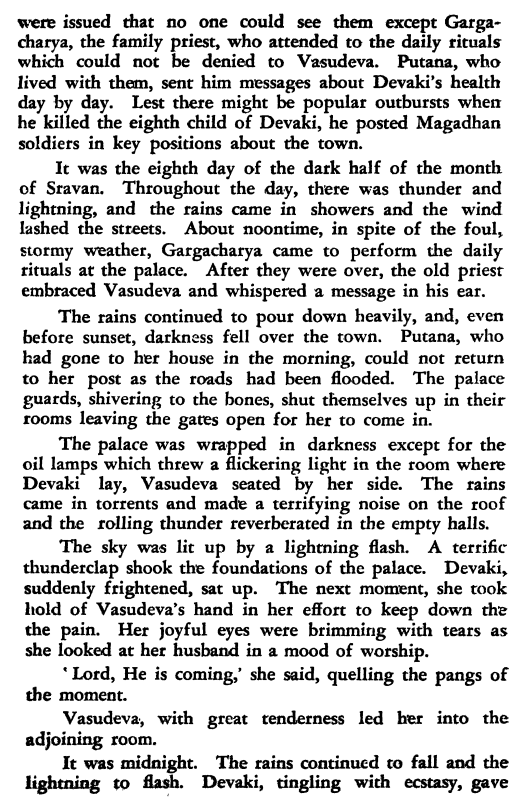 were issued that no one could see them except Garga-
charya, the family priest, who attended to the daily rituals
which could not be denied to Vasudeva. Putana, who
lived with them, sent him messages about Devaki's health
day by day. Lest there might be popular outbursts when
he killed the eighth child of Devaki, he posted Magadhan
soldiers in key positions about the town.
It was the eighth day of the dark half of the month
of Sravan. Throughout the day, there was thunder and
lightning, and the rains came in showers and the wind
lashed the streets. About noontime, in spite of the foul,
stormy weather, Gargacharya came to perform the daily
rituals at the palace. After they were over, the old priest
embraced Vasudeva and whispered a message in his ear.
The rains continued to pour down heavily, and, even
before sunset, darkness fell over the town. Putana, who
had gone to her house in the morning, could not return
to her post as the roads had been flooded. The palace
guards, shivering to the bones, shut themselves up in their
rooms leaving the gates open for her to come in.
The palace was wrapped in darkness except for the
oil lamps which threw a flickering light in the room where
Devaki lay, Vasudeva seated by her side. The rains
came in torrents and made a terrifying noise on the roof
and the rolling thunder reverberated in the empty halls.
The sky was lit up by a lightning flash. A terrific
thunderclap shook the foundations of the palace. Devaki,
suddenly frightened, sat up. The next moment, she took
hold of Vasudeva's hand in her effort to keep down the
the pain. Her joyful eyes were brimming with tears as
she looked at her husband in a mood of worship.
'Lord, He is coming,' she said, quelling the pangs of
the moment.
Vasudeva, with great tenderness led her into the
adjoining room.
It was midnight. The rains continued to fall and the
lightning to flash. Devaki, tingling with ecstasy, gave